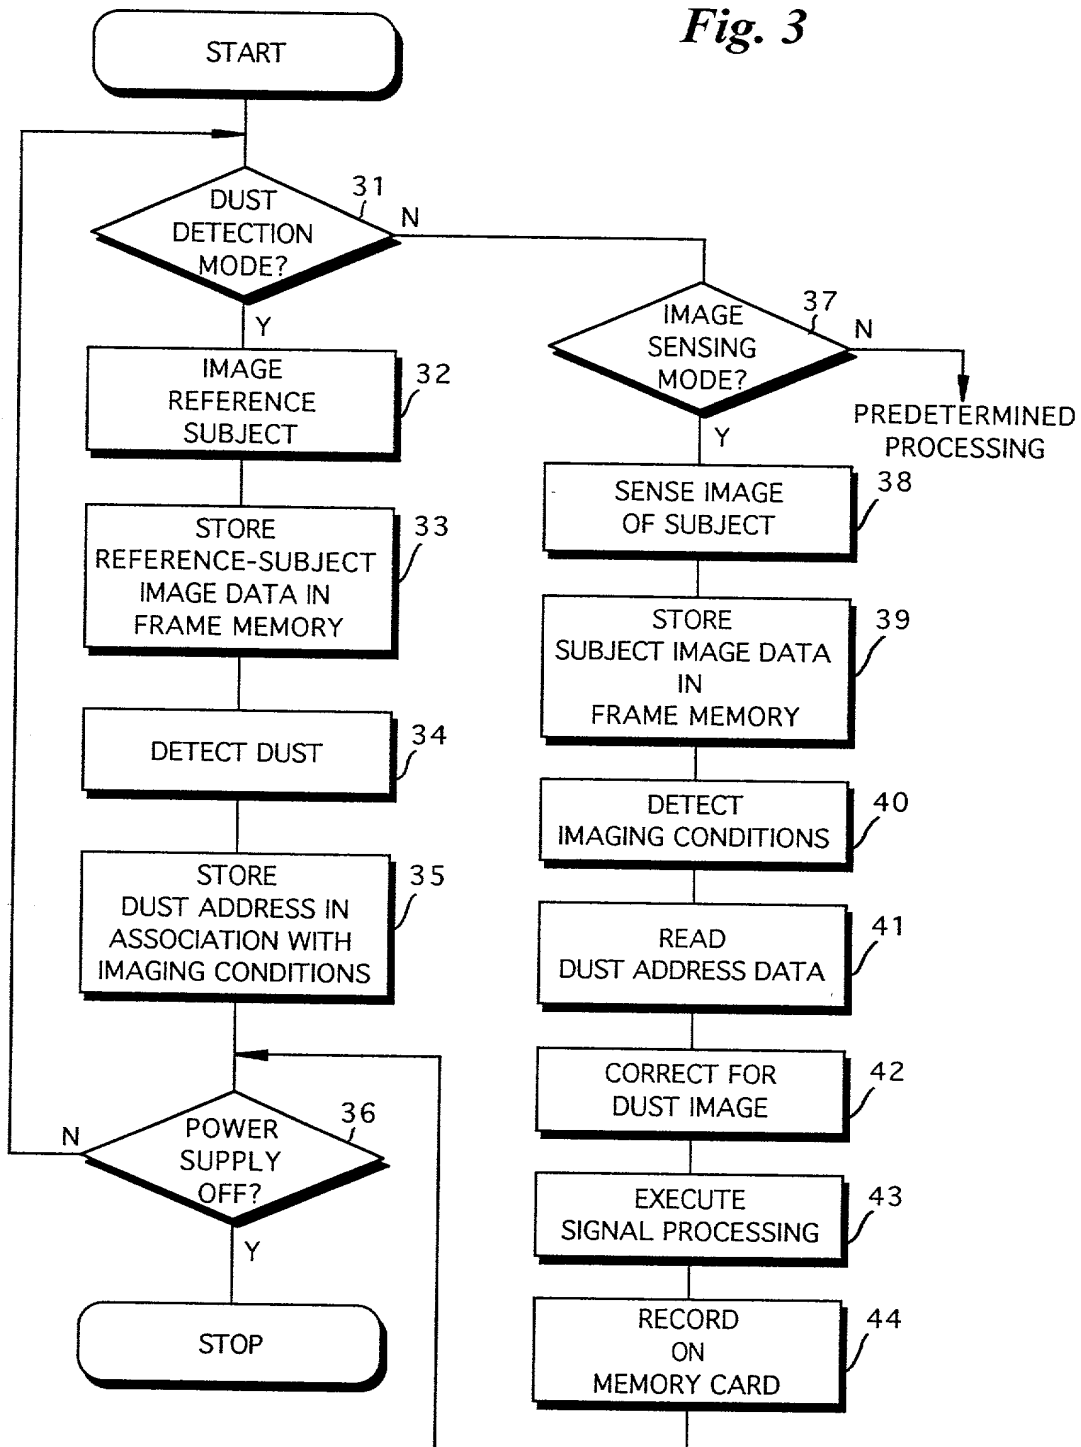 Fig. 3
START
DUST
DETECTION
MODE?
31
N
Y
IMAGE
REFERENCE
SUBJECT
32
STORE
REFERENCE-SUBJECT
IMAGE DATA IN
FRAME MEMORY
33
DETECT DUST
34
STORE
DUST ADDRESS IN
ASSOCIATION WITH
IMAGING CONDITIONS
35
POWER
SUPPLY
OFF?
36
N
Y
STOP
IMAGE
SENSING
MODE?
37
N
PREDETERMINED
PROCESSING
Y
SENSE IMAGE
OF SUBJECT
38
STORE
SUBJECT IMAGE DATA
IN
FRAME MEMORY
39
DETECT
IMAGING CONDITIONS
40
READ
DUST ADDRESS DATA
41
CORRECT FOR
DUST IMAGE
42
EXECUTE
SIGNAL PROCESSING
43
RECORD
ON
MEMORY CARD
44